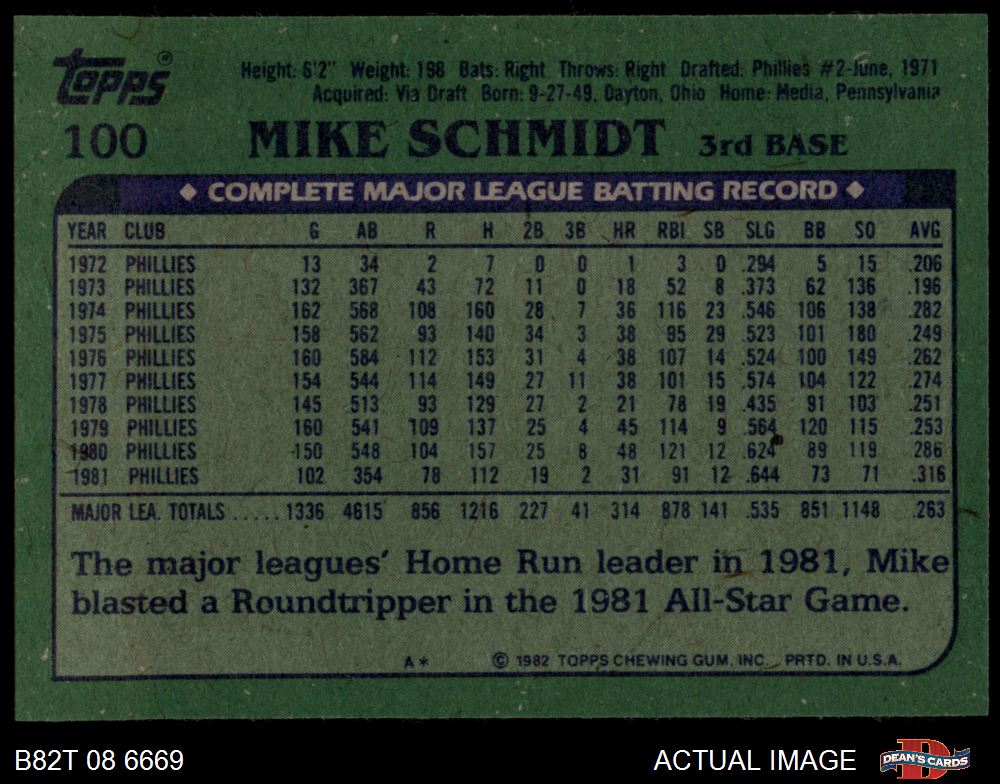 Topps®
Height: 6'2" Weight: 198 Bats: Right Throws: Right Drafted: Phillies #2-June, 1971
Acquired: Via Draft Born: 9-27-49, Dayton, Ohio Home: Media, Pennsylvania
100 MIKE SCHMIDT 3rd BASE
◆ COMPLETE MAJOR LEAGUE BATTING RECORD ◆
YEAR CLUB G AB R H 2B 3B HR RBI SB SLG BB SO AVG
1972 PHILLIES 13 34 2 7 0 0 1 3 0 .294 5 15 .206
1973 PHILLIES 132 367 43 72 11 0 18 52 8 .373 62 136 .196
1974 PHILLIES 162 568 108 160 28 7 36 116 23 .546 106 138 .282
1975 PHILLIES 158 562 93 140 34 3 38 95 29 .523 101 180 .249
1976 PHILLIES 160 584 112 153 31 4 38 107 14 .524 100 149 .262
1977 PHILLIES 154 544 114 149 27 11 38 101 15 .574 104 122 .274
1978 PHILLIES 145 513 93 129 27 2 21 78 19 .435 91 103 .251
1979 PHILLIES 160 541 109 137 25 4 45 114 9 .564 120 115 .253
1980 PHILLIES 150 548 104 157 25 8 48 121 12 .624 89 119 .286
1981 PHILLIES 102 354 78 112 19 2 31 91 12 .644 73 71 .316
MAJOR LEA. TOTALS ..... 1336 4615 856 1216 227 41 314 878 141 .535 851 1148 .263
The major leagues' Home Run leader in 1981, Mike
blasted a Roundtripper in the 1981 All-Star Game.
A* © 1982 TOPPS CHEWING GUM, INC. PRTD. IN U.S.A.
B82T 08 6669 ACTUAL IMAGE DEAN'S CARDS